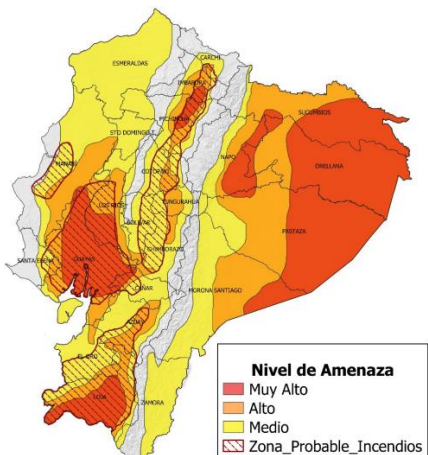 CARCHI
ESMERALDAS
IMBABURA
SUCUMBIOS
PICHINCHA
STO DOMINGO T.
NAPO
ORELLANA
MANABI
COTOPAXI
TUNGURAHUA
LOS RIOS
BOLIVAR
PASTAZA
CHIMBORAZO
SANTA ELENA
GUAYAS
MORONA SANTIAGO
CAÑAR
AZUAY
EL ORO
LOJA
ZAMORA
Nivel de Amenaza
Muy Alto
Alto
Medio
Zona_Probable_Incendios